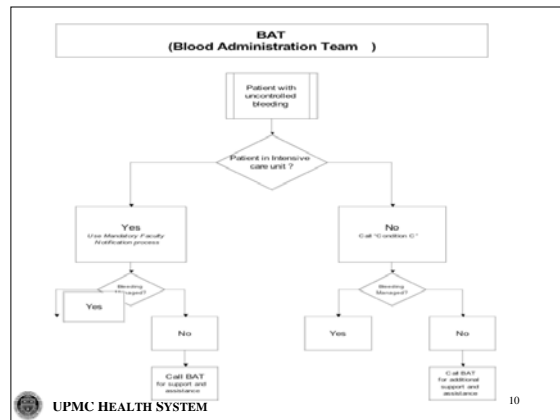 BAT
(Blood Administration Team )
Patient with
uncontrolled
bleeding
Patient in Intensive
care unit ?
Yes
Use Mandatory Faculty
Notification process
No
Call "Condition C"
Bleeding
Managed?
Yes
No
Call BAT
for support and
assistance
Bleeding
Managed?
Yes
No
Call BAT
for additional
support and
assistance
UPMC HEALTH SYSTEM
10